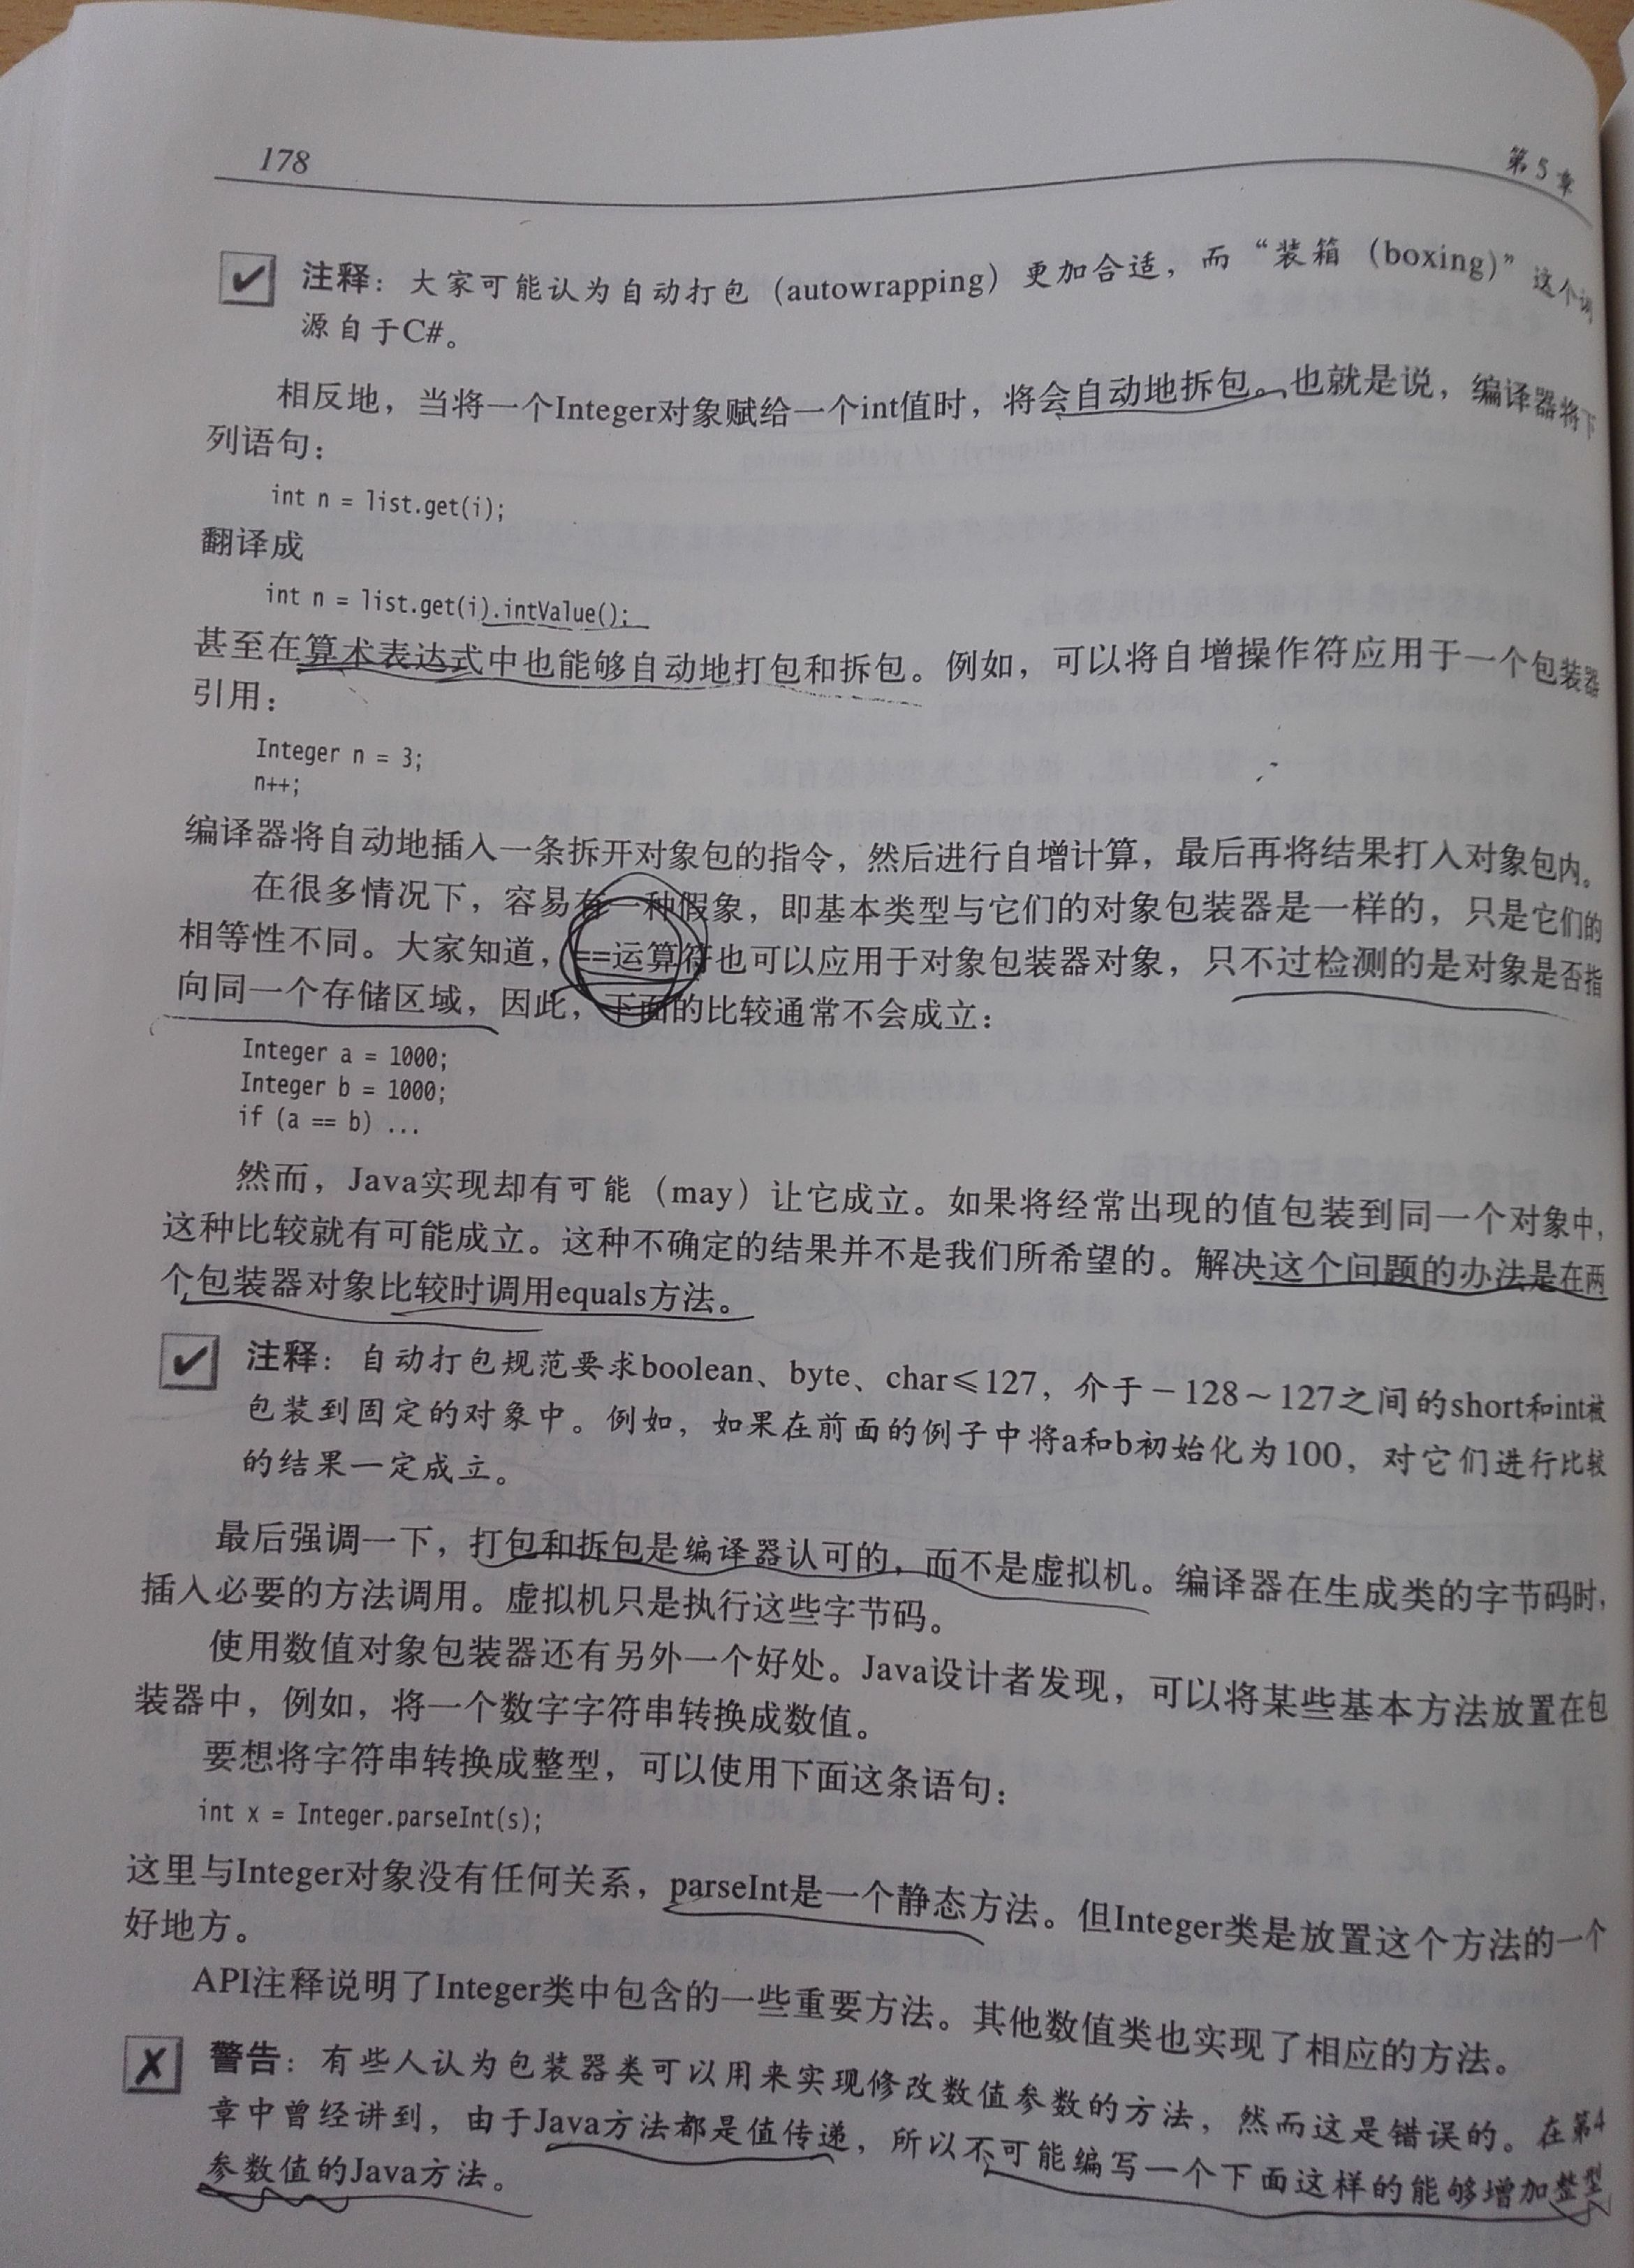 178
第5章
注释：大家可能认为自动打包（autowrapping）更加合适，而“装箱（boxing）”这个词
源自于C#。
相反地，当将一个Integer对象赋给一个int值时，将会自动地拆包。也就是说，编译器将下
列语句：
int n = list.get(i);
翻译成
int n = list.get(i).intValue();
甚至在算术表达式中也能够自动地打包和拆包。例如，可以将自增操作符应用于一个包装器
引用：
Integer n = 3;
n++;
编译器将自动地插入一条拆开对象包的指令，然后进行自增计算，最后再将结果打入对象包内。
在很多情况下，容易有一种假象，即基本类型与它们的对象包装器是一样的，只是它们的
相等性不同。大家知道，==运算符也可以应用于对象包装器对象，只不过检测的是对象是否指
向同一个存储区域，因此，下面的比较通常不会成立：
Integer a = 1000;
Integer b = 1000;
if (a == b) ...
然而，Java实现却有可能（may）让它成立。如果将经常出现的值包装到同一个对象中，
这种比较就有可能成立。这种不确定的结果并不是我们所希望的。解决这个问题的办法是在两
个包装器对象比较时调用equals方法。
注释：自动打包规范要求boolean、byte、char≤127，介于－128～127之间的short和int被
包装到固定的对象中。例如，如果在前面的例子中将a和b初始化为100，对它们进行比较
的结果一定成立。
最后强调一下，打包和拆包是编译器认可的，而不是虚拟机。编译器在生成类的字节码时，
插入必要的方法调用。虚拟机只是执行这些字节码。
使用数值对象包装器还有另外一个好处。Java设计者发现，可以将某些基本方法放置在包
装器中，例如，将一个数字字符串转换成数值。
要想将字符串转换成整型，可以使用下面这条语句：
int x = Integer.parseInt(s);
这里与Integer对象没有任何关系，parseInt是一个静态方法。但Integer类是放置这个方法的一个
好地方。
API注释说明了Integer类中包含的一些重要方法。其他数值类也实现了相应的方法。
警告：有些人认为包装器类可以用来实现修改数值参数的方法，然而这是错误的。在第4
章中曾经讲到，由于Java方法都是值传递，所以不可能编写一个下面这样的能够增加整型
参数值的Java方法。